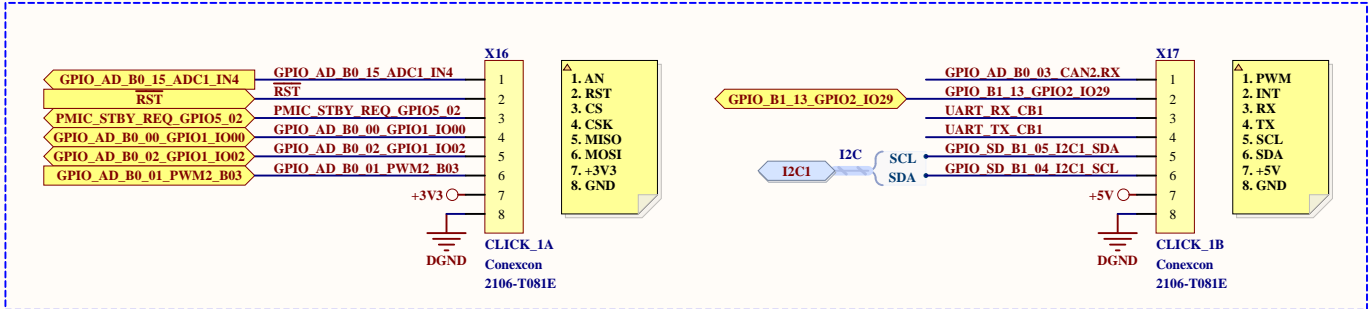 X16
GPIO_AD_B0_15_ADC1_IN4
RST
PMIC_STBY_REQ_GPIO5_02
GPIO_AD_B0_00_GPIO1_IO00
GPIO_AD_B0_02_GPIO1_IO02
GPIO_AD_B0_01_PWM2_B03
GPIO_AD_B0_15_ADC1_IN4
RST
PMIC_STBY_REQ_GPIO5_02
GPIO_AD_B0_00_GPIO1_IO00
GPIO_AD_B0_02_GPIO1_IO02
GPIO_AD_B0_01_PWM2_B03
+3V3
DGND
1
2
3
4
5
6
7
8
CLICK_1A
Conexcon
2106-T081E
1. AN
2. RST
3. CS
4. CSK
5. MISO
6. MOSI
7. +3V3
8. GND
X17
GPIO_B1_13_GPIO2_IO29
I2C1
I2C
SCL
SDA
GPIO_AD_B0_03_CAN2.RX
GPIO_B1_13_GPIO2_IO29
UART_RX_CB1
UART_TX_CB1
GPIO_SD_B1_05_I2C1_SDA
GPIO_SD_B1_04_I2C1_SCL
+5V
DGND
1
2
3
4
5
6
7
8
CLICK_1B
Conexcon
2106-T081E
1. PWM
2. INT
3. RX
4. TX
5. SCL
6. SDA
7. +5V
8. GND